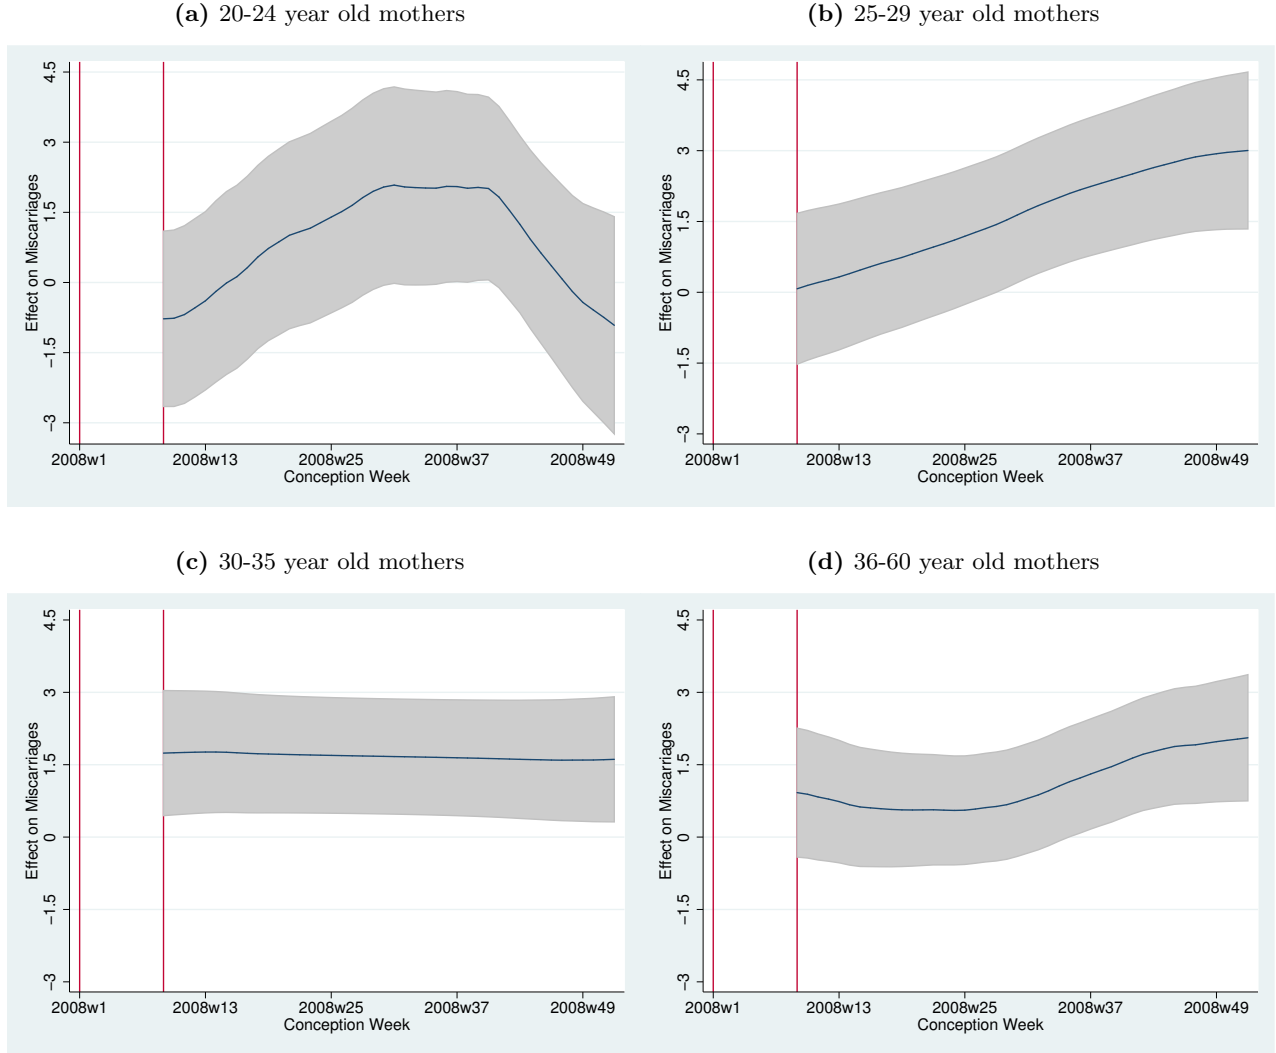 (a) 20-24 year old mothers
Effect on Miscarriages
4.5
3
1.5
0
−1.5
−3
2008w1 2008w13 2008w25 2008w37 2008w49
Conception Week
(b) 25-29 year old mothers
Effect on Miscarriages
4.5
3
1.5
0
−1.5
−3
2008w1 2008w13 2008w25 2008w37 2008w49
Conception Week
(c) 30-35 year old mothers
Effect on Miscarriages
4.5
3
1.5
0
−1.5
−3
2008w1 2008w13 2008w25 2008w37 2008w49
Conception Week
(d) 36-60 year old mothers
Effect on Miscarriages
4.5
3
1.5
0
−1.5
−3
2008w1 2008w13 2008w25 2008w37 2008w49
Conception Week